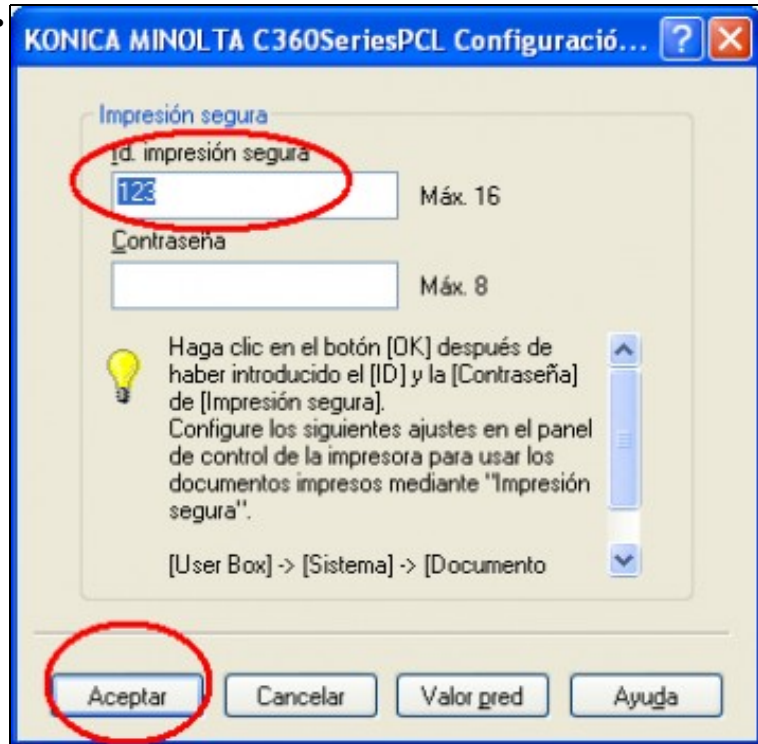 KONICA MINOLTA C360SeriesPCL Configuració...
Impresión segura
Id. impresión segura
123
Máx. 16
Contraseña
Máx. 8
Haga clic en el botón [OK] después de
haber introducido el [ID] y la [Contraseña]
de [Impresión segura].
Configure los siguientes ajustes en el panel
de control de la impresora para usar los
documentos impresos mediante "Impresión
segura".
[User Box] -> [Sistema] -> [Documento
Aceptar
Cancelar
Valor pred
Ayuda